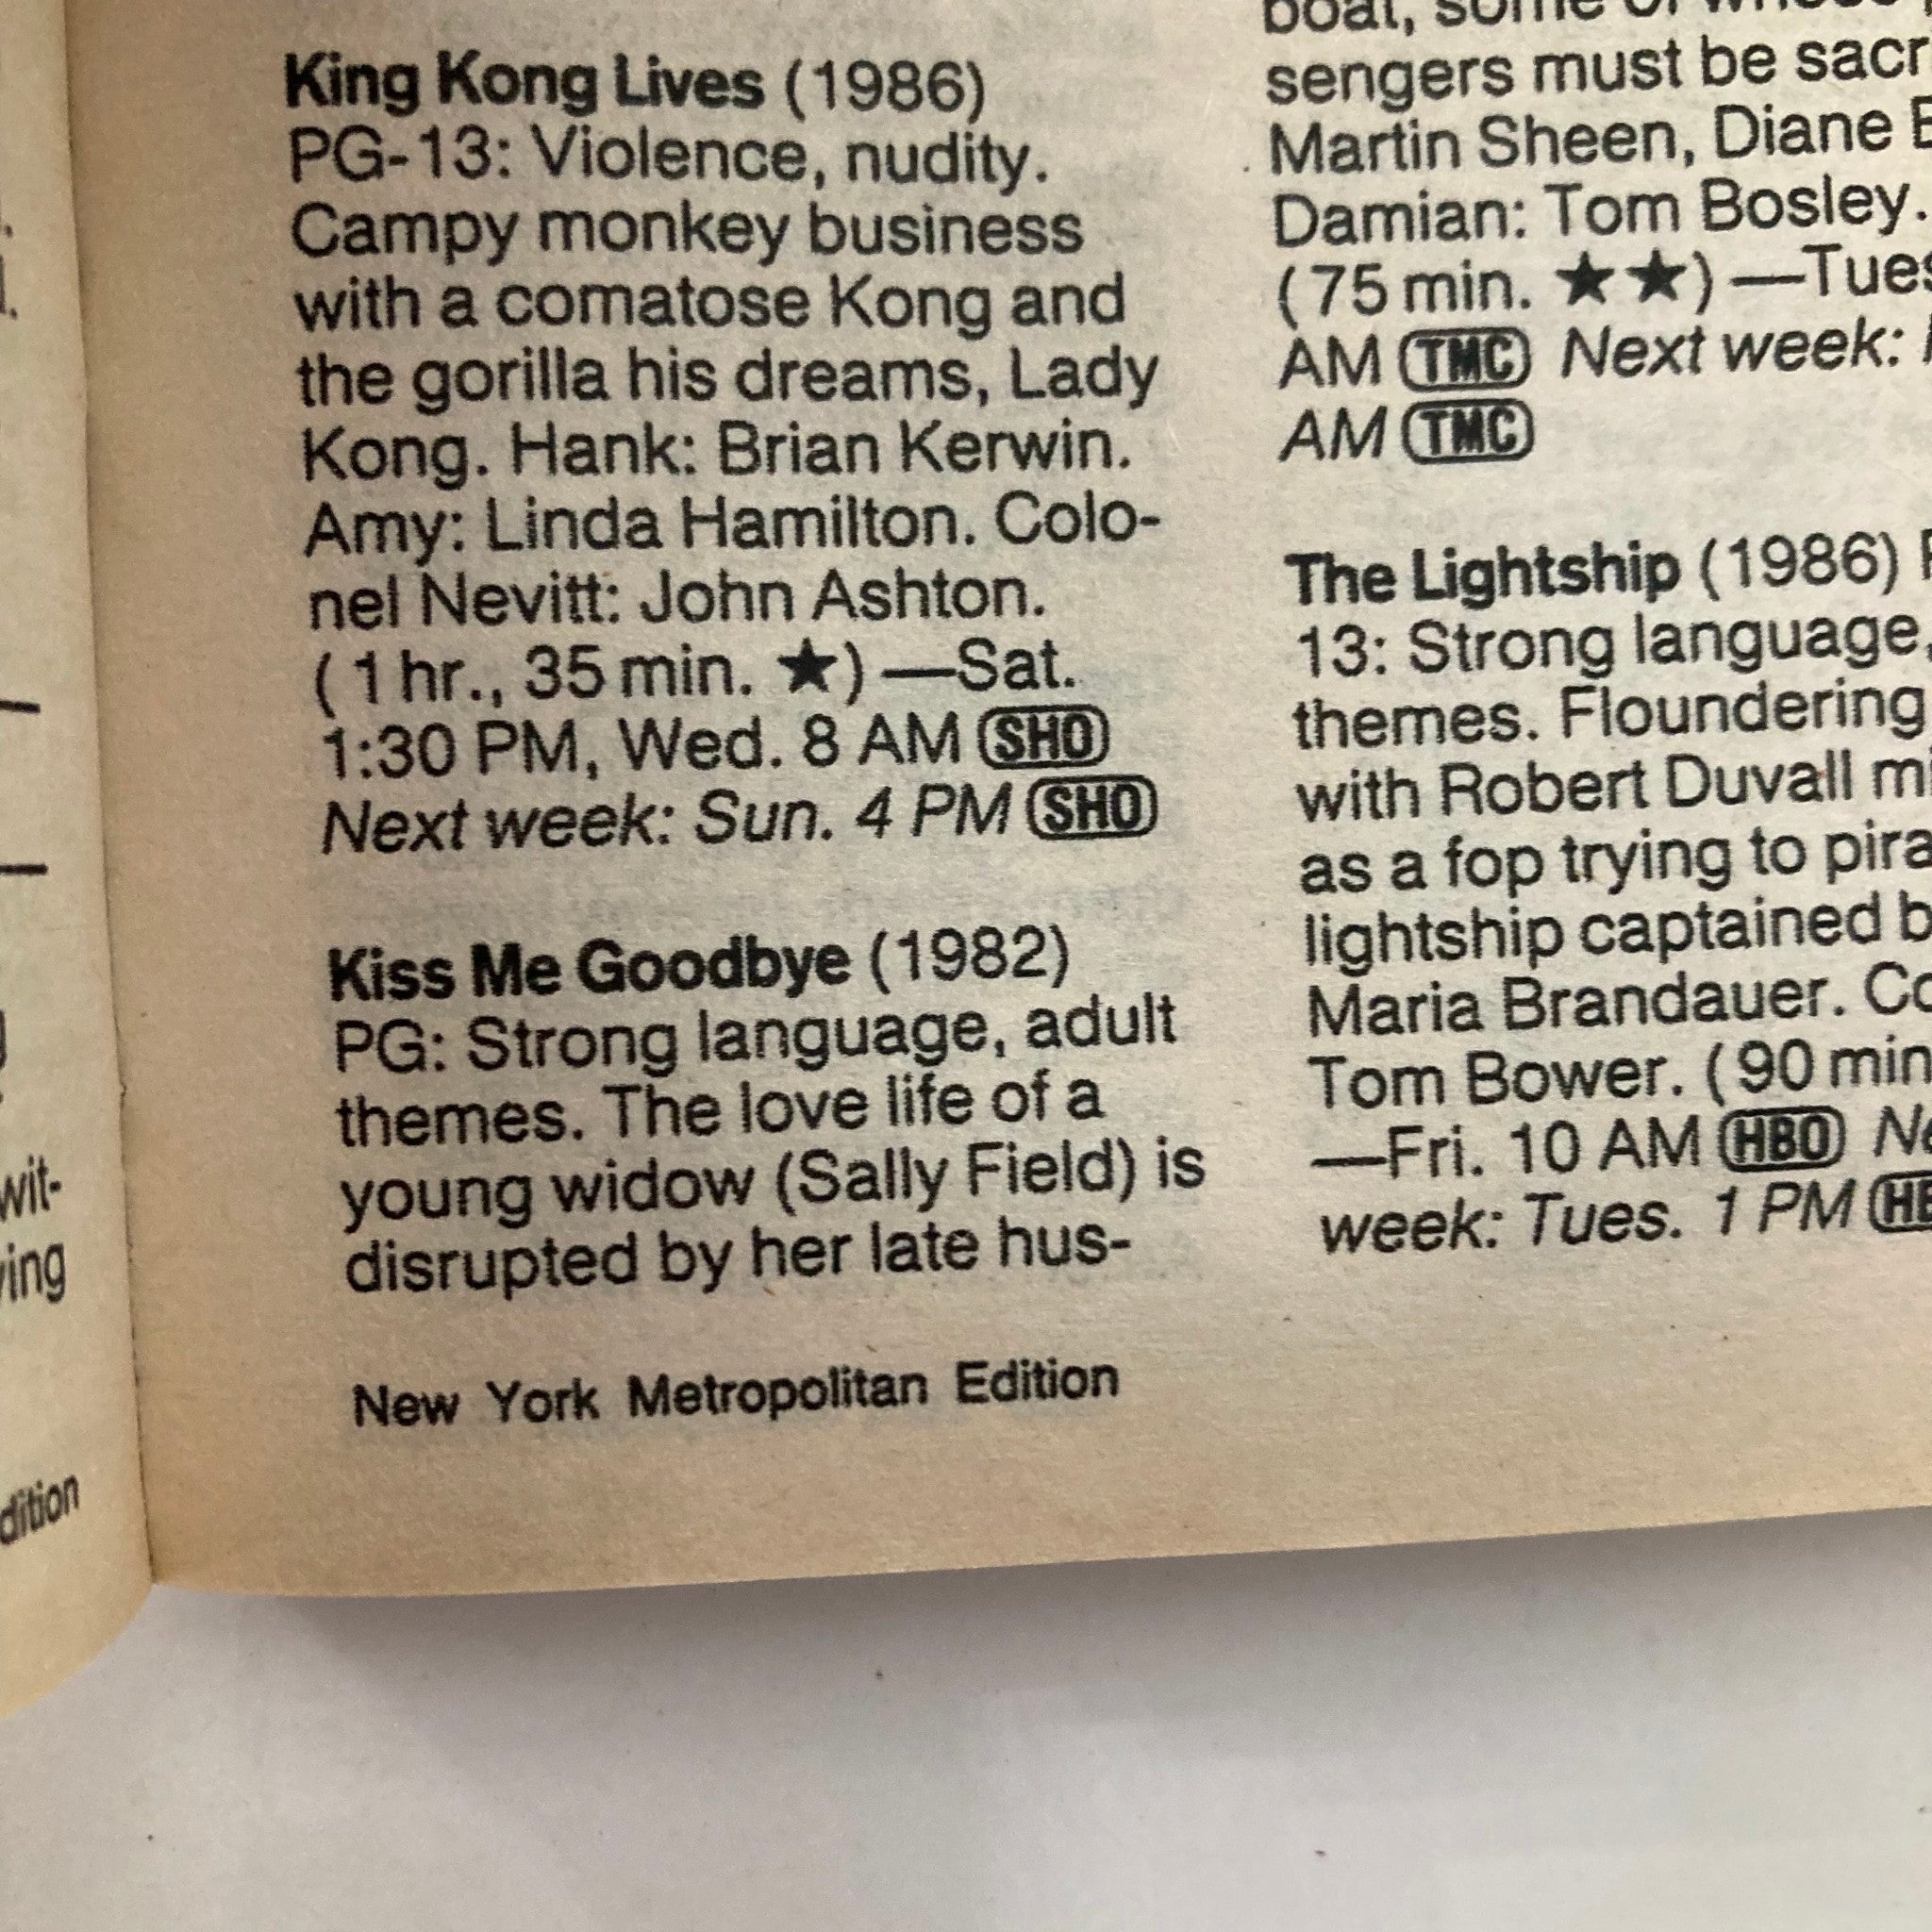 King Kong Lives (1986)
PG-13: Violence, nudity.
Campy monkey business
with a comatose Kong and
the gorilla his dreams, Lady
Kong. Hank: Brian Kerwin.
Amy: Linda Hamilton. Colo-
nel Nevitt: John Ashton.
(1 hr., 35 min. ★) —Sat.
1:30 PM, Wed. 8 AM SHO
Next week: Sun. 4 PM SHO
Kiss Me Goodbye (1982)
PG: Strong language, adult
themes. The love life of a
young widow (Sally Field) is
disrupted by her late hus-
New York Metropolitan Edition
boat, some of whose
sengers must be
Martin Sheen, Diane
Damian: Tom Bosley.
(75 min. ★★) —Tues
AM TMC Next week:
AM TMC
The Lightship (1986)
13: Strong language,
themes. Floundering
with Robert Duvall
as a fop trying to
lightship captained
Maria Brandauer.
Tom Bower. (90 min
—Fri. 10 AM HBO
week: Tues. 1 PM
wit-
dition